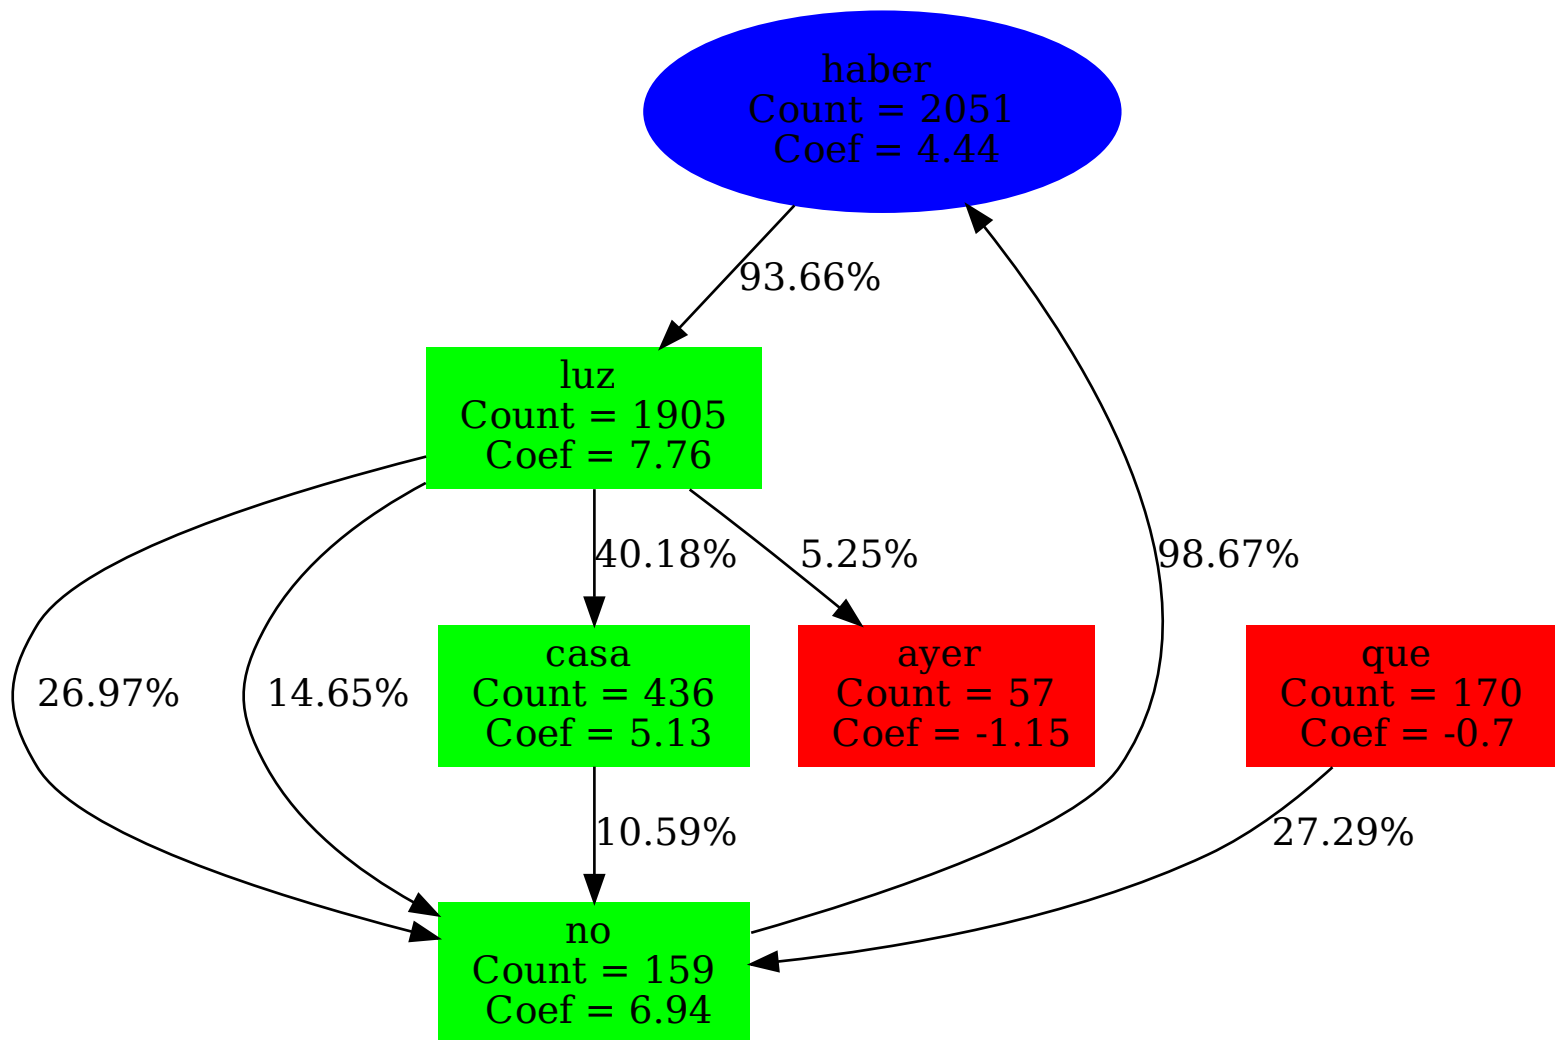 haber
Count = 2051
Coef = 4.44
93.66%
luz
Count = 1905
Coef = 7.76
40.18%
5.25%
98.67%
26.97%
14.65%
casa
Count = 436
Coef = 5.13
ayer
Count = 57
Coef = -1.15
que
Count = 170
Coef = -0.7
10.59%
27.29%
no
Count = 159
Coef = 6.94